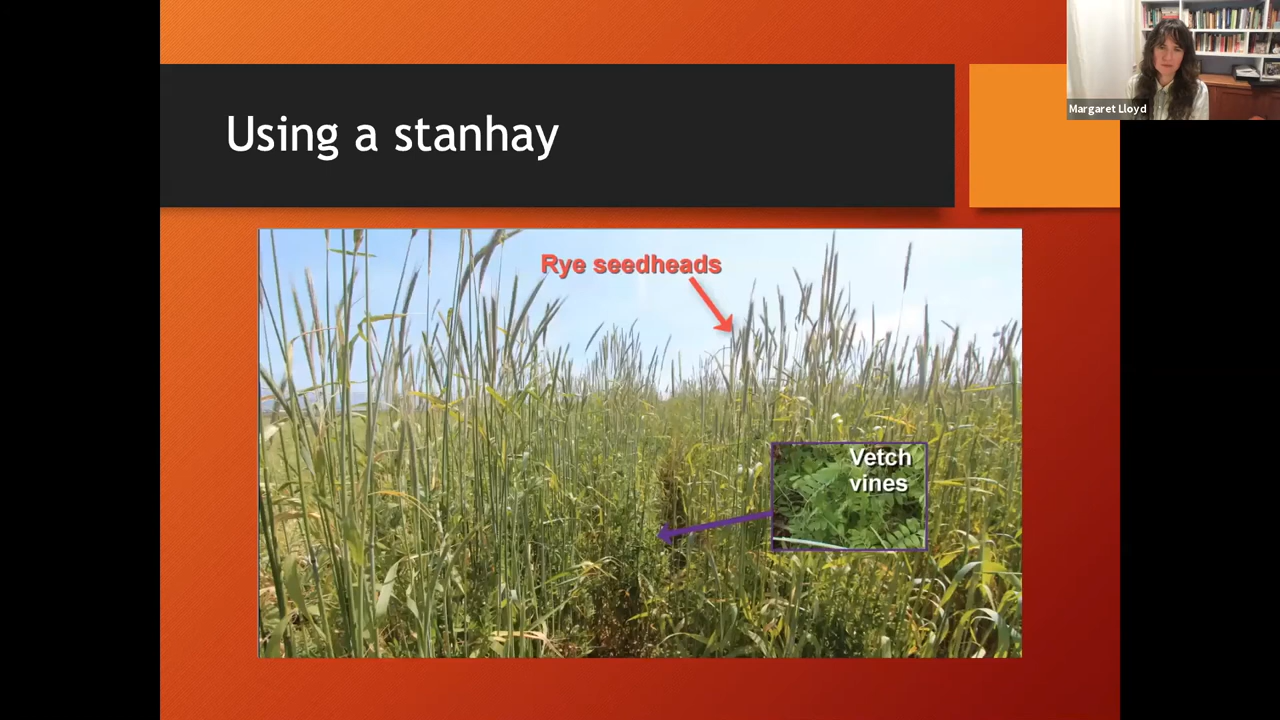 Using a stanhay
Margaret Lloyd
Rye seedheads
Vetch
vines